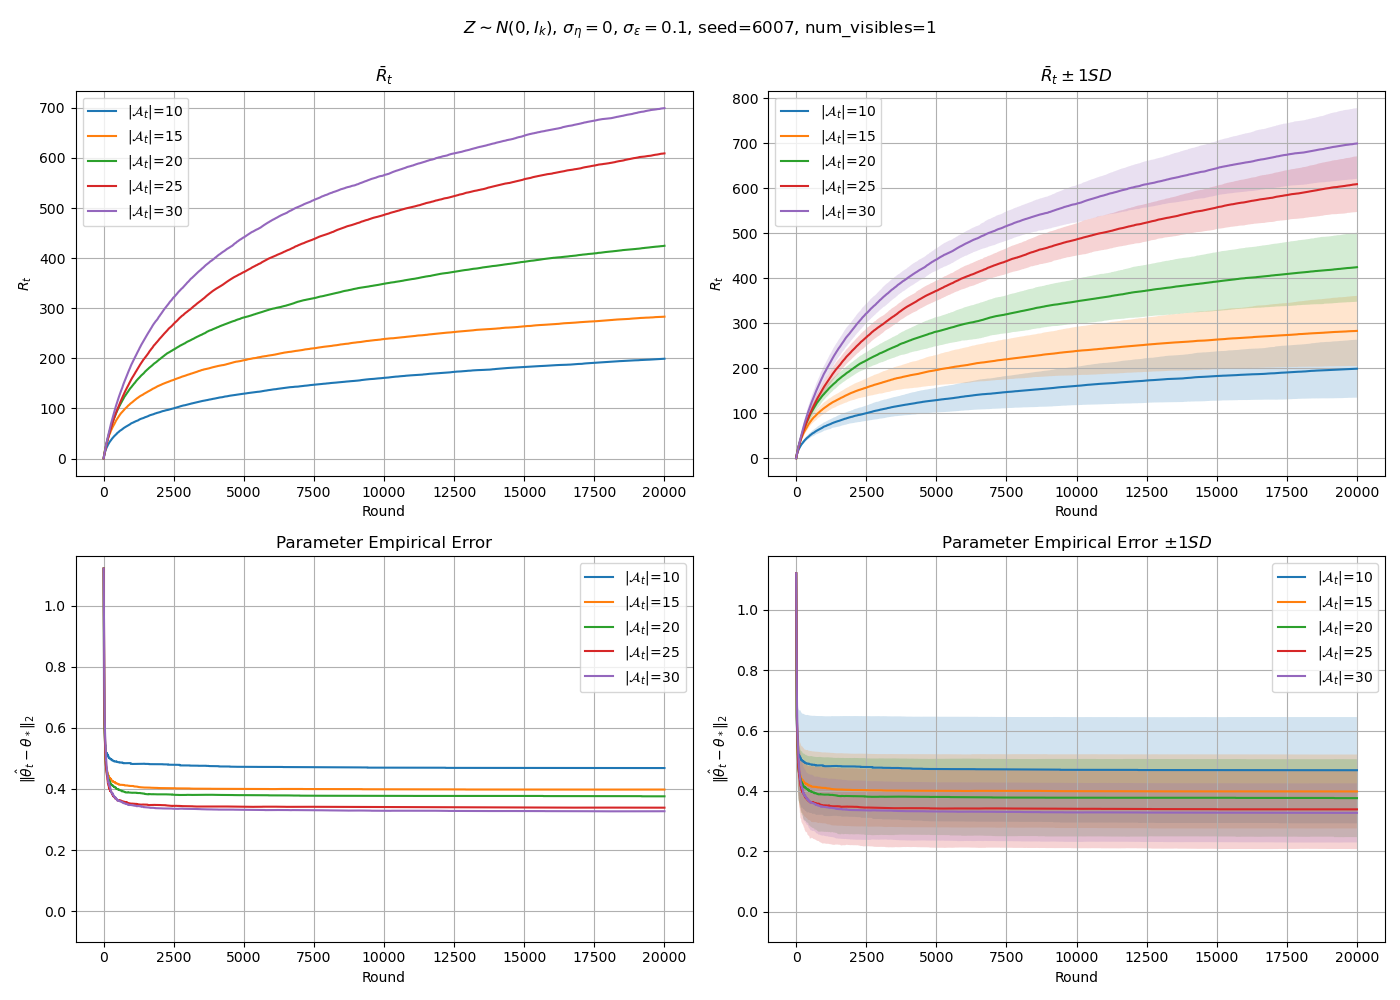 Z ∼ N(0, I_k), σ_η = 0, σ_ε = 0.1, seed=6007, num_visibles=1
R̄_t
R_t
700
600
500
400
300
200
100
0
|𝒜_t|=10
|𝒜_t|=15
|𝒜_t|=20
|𝒜_t|=25
|𝒜_t|=30
0 2500 5000 7500 10000 12500 15000 17500 20000
Round
R̄_t ± 1SD
R_t
800
700
600
500
400
300
200
100
0
|𝒜_t|=10
|𝒜_t|=15
|𝒜_t|=20
|𝒜_t|=25
|𝒜_t|=30
0 2500 5000 7500 10000 12500 15000 17500 20000
Round
Parameter Empirical Error
‖θ̂_t − θ_*‖_2
1.0
0.8
0.6
0.4
0.2
0.0
|𝒜_t|=10
|𝒜_t|=15
|𝒜_t|=20
|𝒜_t|=25
|𝒜_t|=30
0 2500 5000 7500 10000 12500 15000 17500 20000
Round
Parameter Empirical Error ±1SD
‖θ̂_t − θ_*‖_2
1.0
0.8
0.6
0.4
0.2
0.0
|𝒜_t|=10
|𝒜_t|=15
|𝒜_t|=20
|𝒜_t|=25
|𝒜_t|=30
0 2500 5000 7500 10000 12500 15000 17500 20000
Round